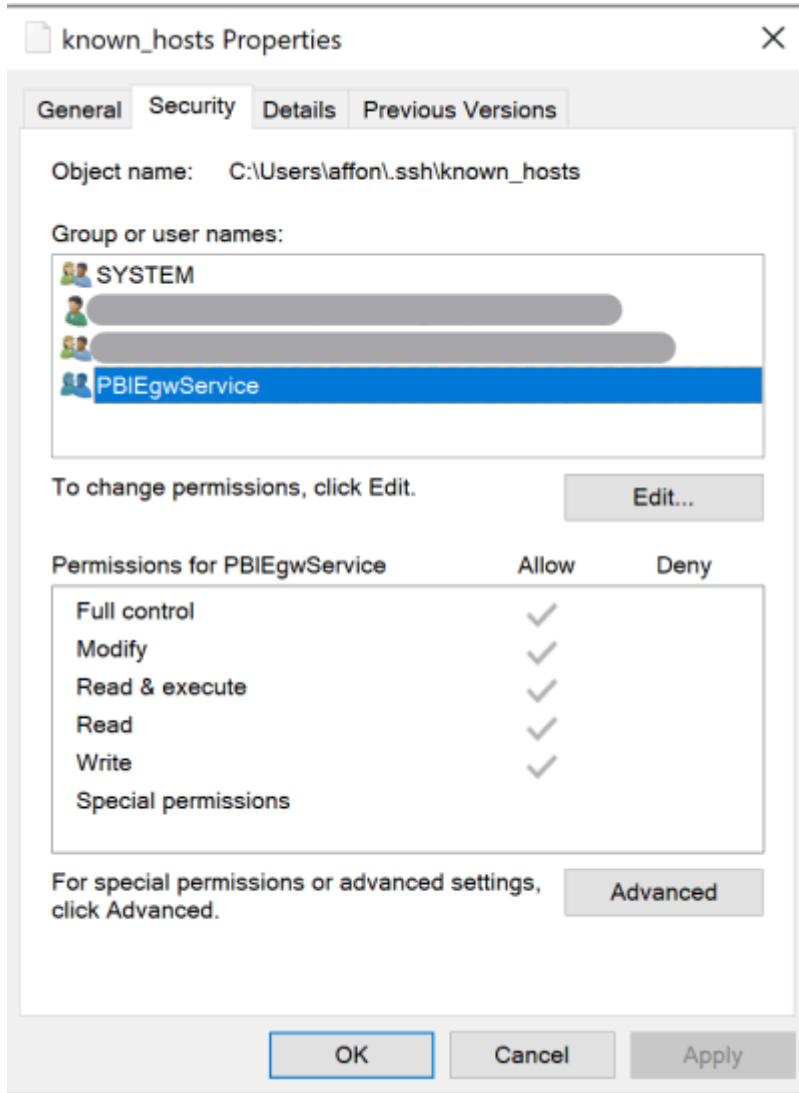 known_hosts Properties
General Security Details Previous Versions
Object name: C:\Users\affon\.ssh\known_hosts
Group or user names:
SYSTEM
PBIEgwService
To change permissions, click Edit.
Edit...
Permissions for PBIEgwService Allow Deny
Full control
Modify
Read & execute
Read
Write
Special permissions
For special permissions or advanced settings,
click Advanced.
Advanced
OK Cancel Apply